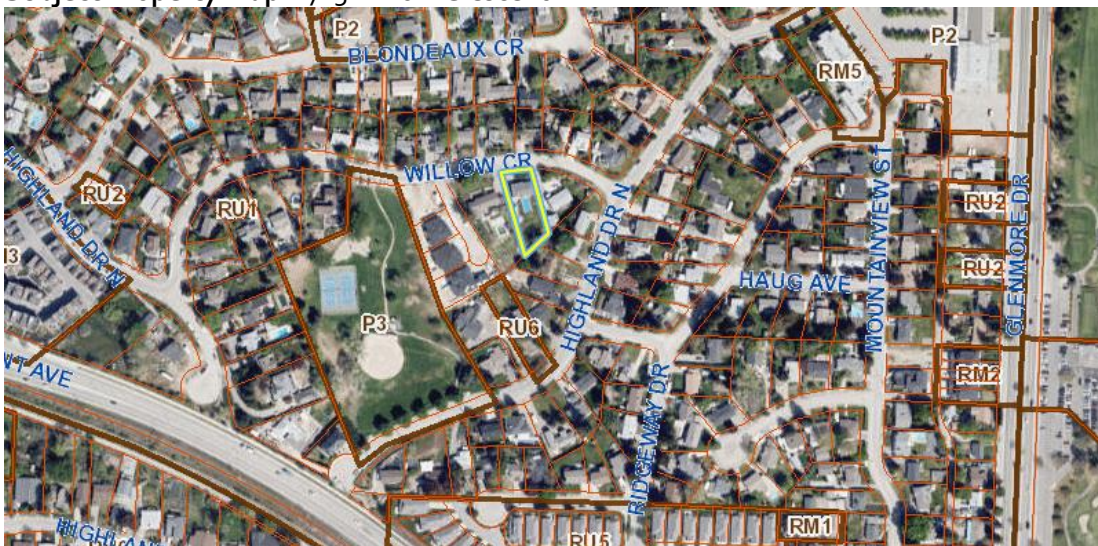 P2
BLONDEAUX CR
P2
RM5
HIGHLAND DR N
WILLOW CR
RU2
RU1
HIGHLAND DR N
MOUNTAINVIEW ST
RU2
RU2
GLENMORE DR
HAUG AVE
P3
RU6
AVE
RM2
RIDGEWAY DR
RM1
RU5